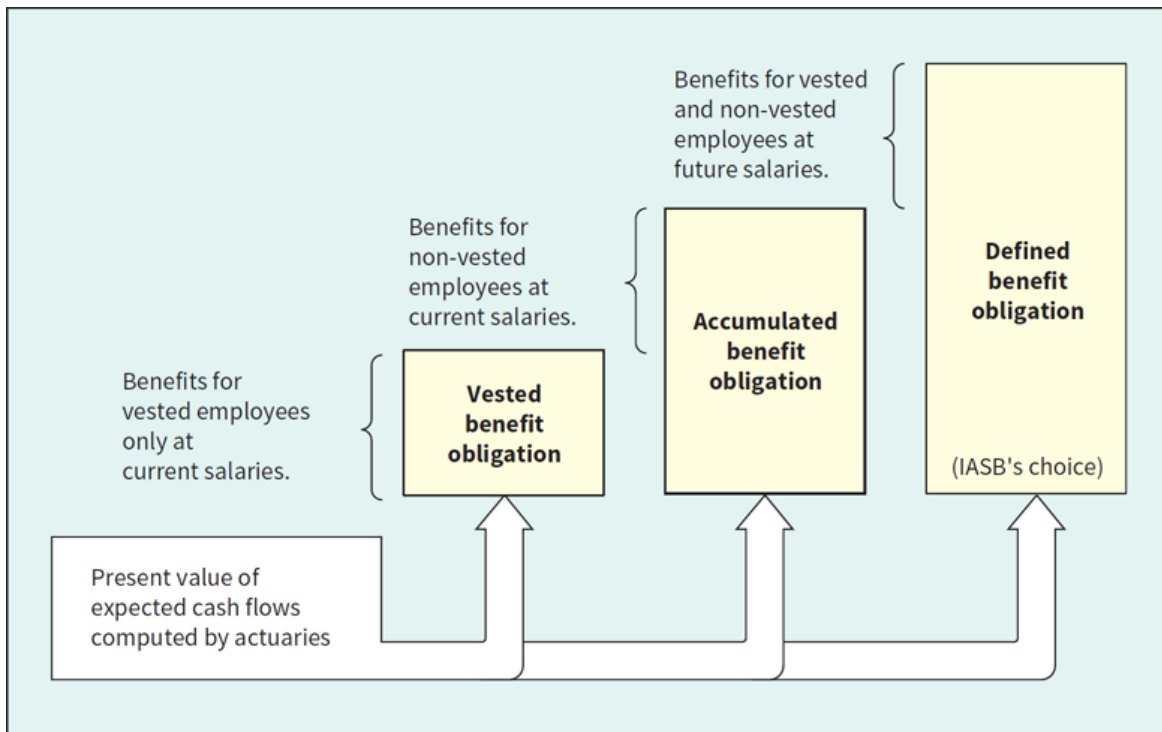 Benefits for vested
and non-vested
employees at
future salaries.
Benefits for
non-vested
employees at
current salaries.
Benefits for
vested employees
only at
current salaries.
Vested
benefit
obligation
Accumulated
benefit
obligation
Defined
benefit
obligation
(IASB's choice)
Present value of
expected cash flows
computed by actuaries